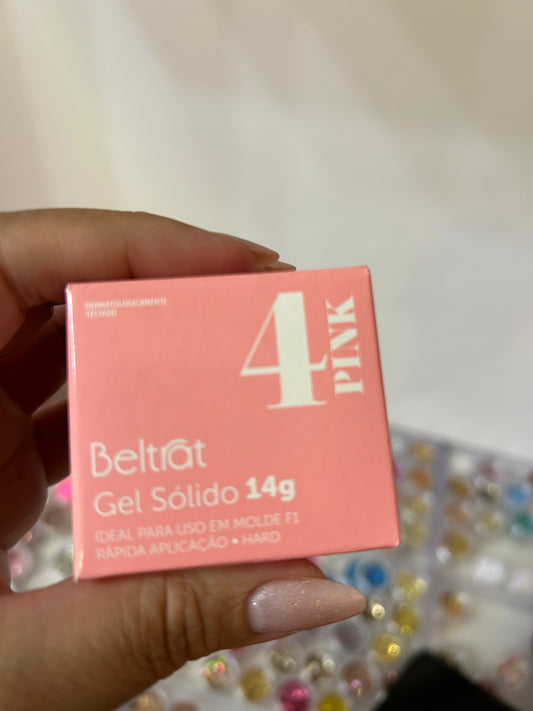 DERMATOLOGICAMENTE
TESTADO
4
PINK
Beltrat
Gel Sólido 14g
IDEAL PARA USO EM MOLDE F1
RÁPIDA APLICAÇÃO • HARD